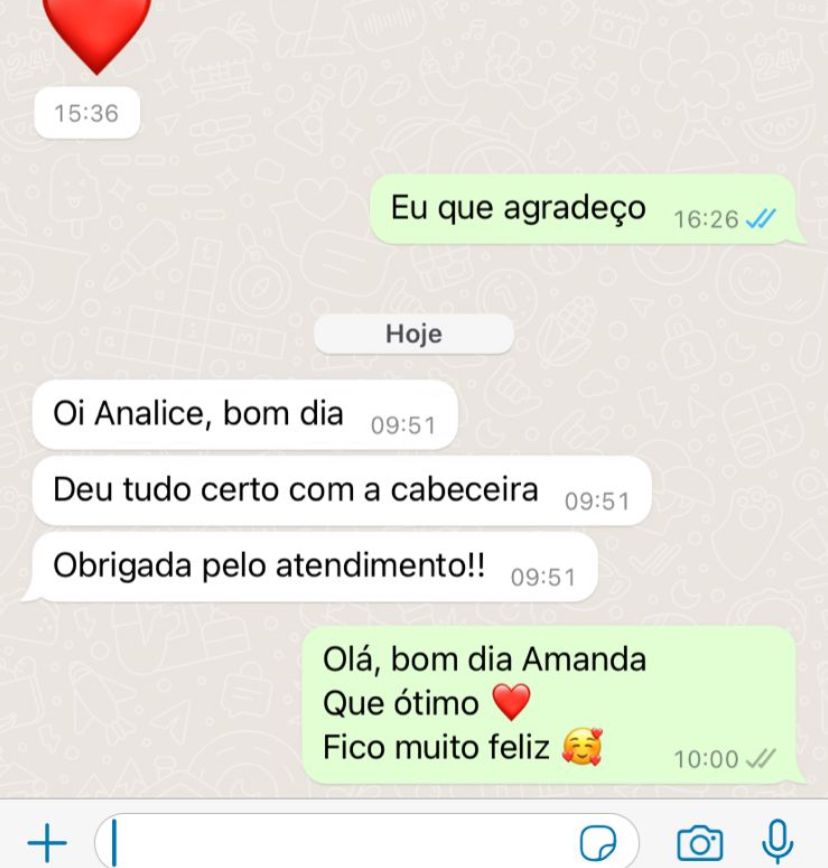 15:36
Eu que agradeço 16:26
Hoje
Oi Analice, bom dia 09:51
Deu tudo certo com a cabeceira 09:51
Obrigada pelo atendimento!! 09:51
Olá, bom dia Amanda
Que ótimo ❤️
Fico muito feliz 🥰 10:00